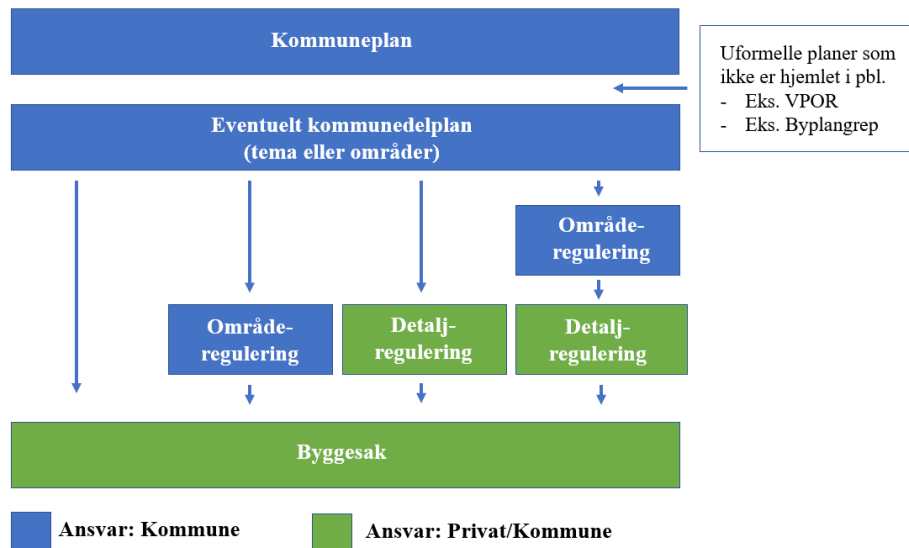 Kommuneplan
Uformelle planer som
ikke er hjemlet i pbl.
- Eks. VPOR
- Eks. Byplangrep
Eventuelt kommunedelplan
(tema eller områder)
Område-
regulering
Område-
regulering
Detalj-
regulering
Detalj-
regulering
Byggesak
Ansvar: Kommune
Ansvar: Privat/Kommune